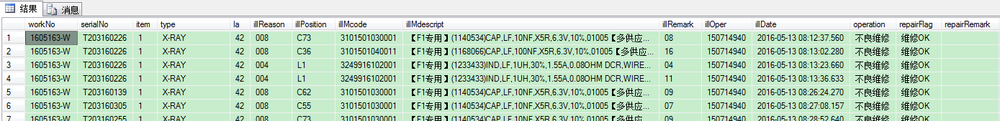 结果 消息
workNo serialNo item type la illReason illPosition illMcode illMdescript illRemark illOper illDate operation repairFlag repairRemark
1 1605163-W T203160226 1 X-RAY 42 008 C73 3101501030001 【F1专用】(1140534)CAP,LF,10NF,X5R,6.3V,10%,01005【多供应... 08 150714940 2016-05-13 08:12:37.560 不良维修 维修OK
2 1605163-W T203160226 1 X-RAY 42 008 C36 3101501040011 【F1专用】(1168066)CAP,LF,100NF,X5R,6.3V,10%,01005【多供应... 16 150714940 2016-05-13 08:13:02.280 不良维修 维修OK
3 1605163-W T203160226 1 X-RAY 42 004 L1 3249916102001 【F1专用】(1233433)IND,LF,1UH,30%,1.55A,0.08OHM DCR,WIRE... 04 150714940 2016-05-13 08:13:23.660 不良维修 维修OK
4 1605163-W T203160226 1 X-RAY 42 004 L1 3249916102001 【F1专用】(1233433)IND,LF,1UH,30%,1.55A,0.08OHM DCR,WIRE... 11 150714940 2016-05-13 08:13:36.633 不良维修 维修OK
5 1605163-W T203160139 1 X-RAY 42 008 C62 3101501030001 【F1专用】(1140534)CAP,LF,10NF,X5R,6.3V,10%,01005【多供应... 09 150714940 2016-05-13 08:26:24.270 不良维修 维修OK
6 1605163-W T203160305 1 X-RAY 42 008 C55 3101501030001 【F1专用】(1140534)CAP,LF,10NF,X5R,6.3V,10%,01005【多供应... 07 150714940 2016-05-13 08:27:08.157 不良维修 维修OK
7 1605163-W T203160255 1 X-RAY 42 008 C73 3101501030001 【F1专用】(1140534)CAP,LF,10NF,X5R,6.3V,10%,01005【多供应... 09 150714940 2016-05-13 08:28:52.640 不良维修 维修OK